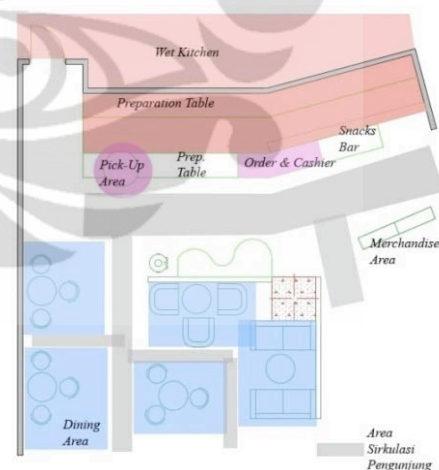 Wet Kitchen
Preparation Table
Snacks
Bar
Pick-Up
Area
Prep.
Table
Order & Cashier
Merchandise
Area
Dining
Area
Area
Sirkulasi
Pengunjung